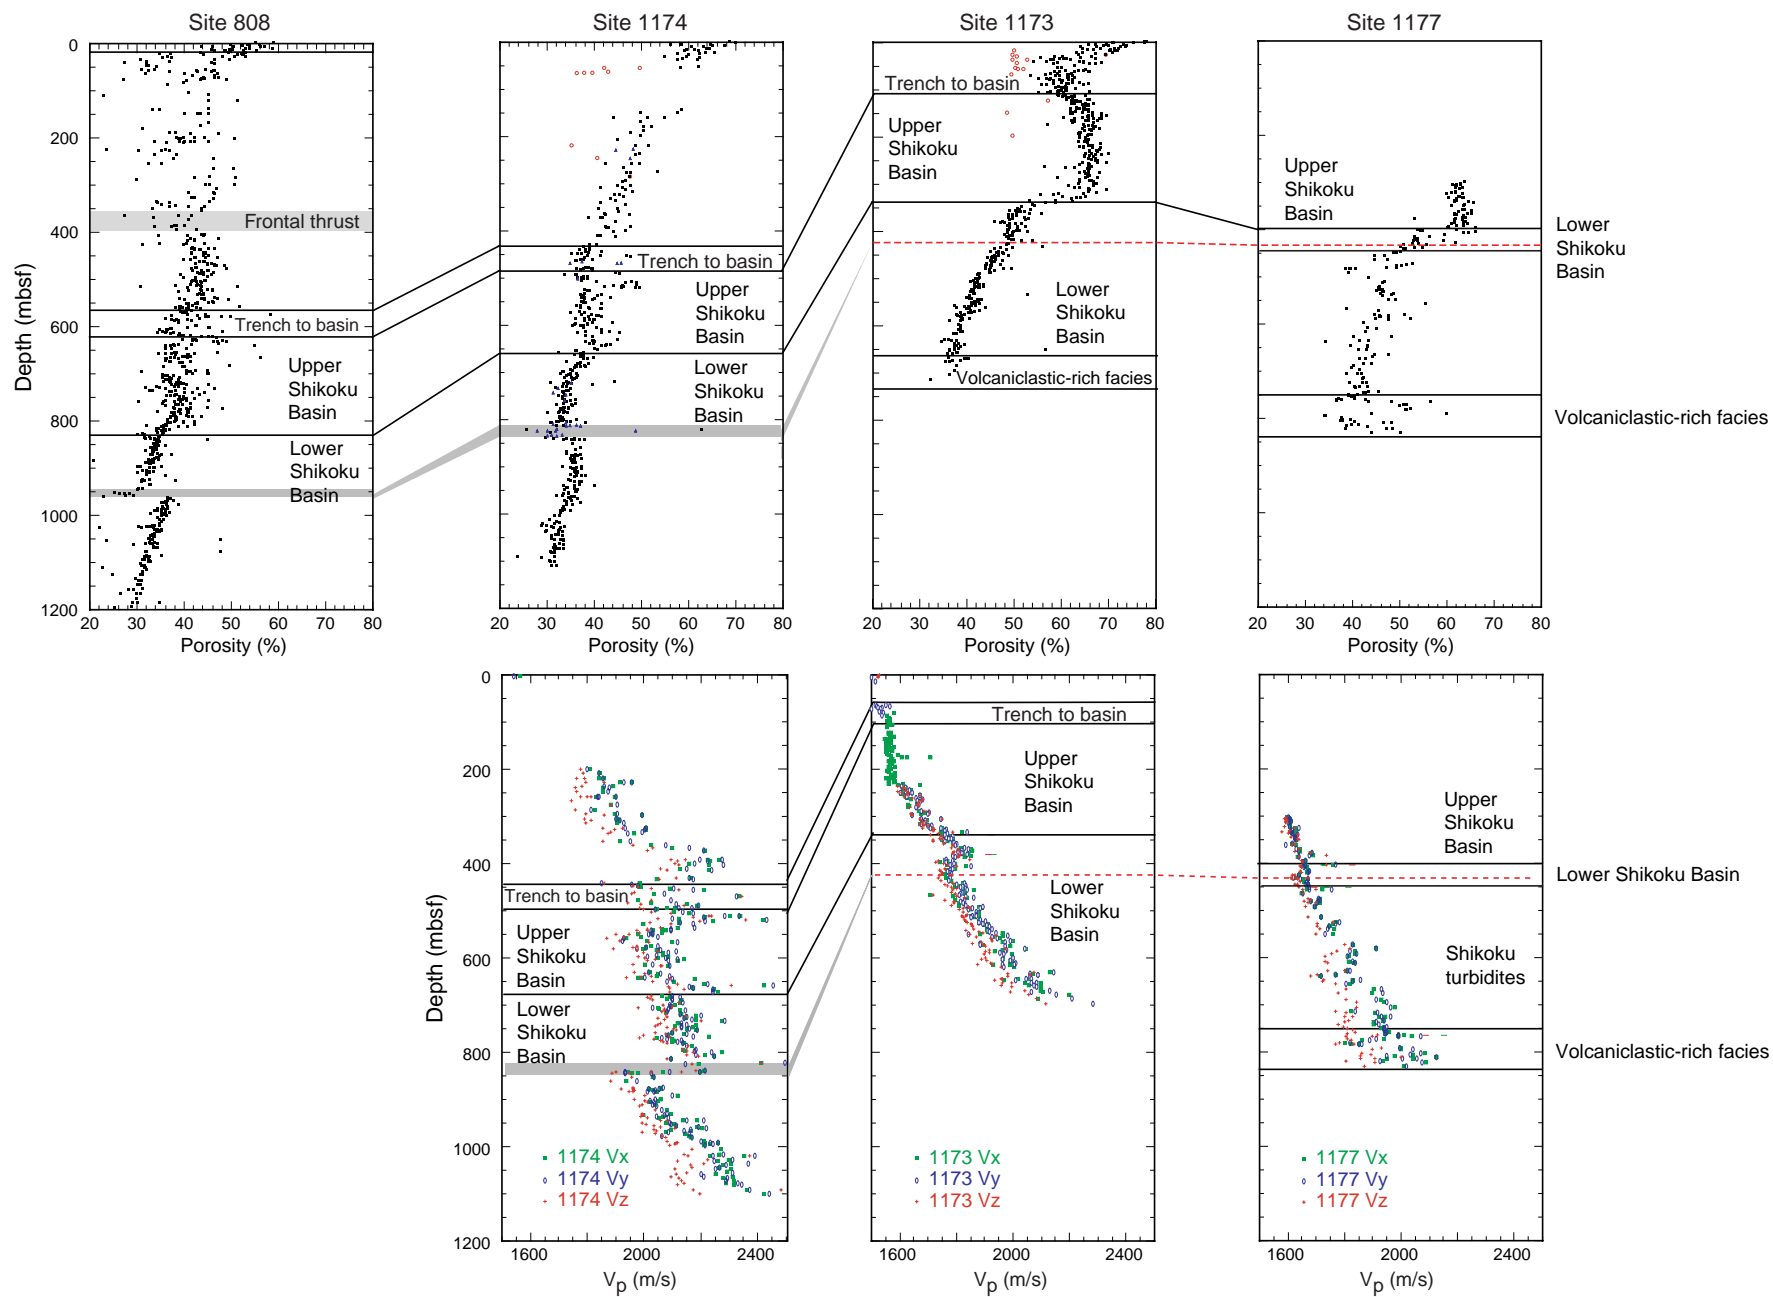 Site 808
Site 1174
Site 1173
Site 1177
0
200
400
600
800
1000
1200
Depth (mbsf)
Frontal thrust
Trench to basin
Upper
Shikoku
Basin
Lower
Shikoku
Basin
20 30 40 50 60 70 80
Porosity (%)
Trench to basin
Upper
Shikoku
Basin
Lower
Shikoku
Basin
20 30 40 50 60 70 80
Porosity (%)
Trench to basin
Upper
Shikoku
Basin
Lower
Shikoku
Basin
Volcaniclastic-rich facies
20 30 40 50 60 70 80
Porosity (%)
Upper
Shikoku
Basin
Lower
Shikoku
Basin
Volcaniclastic-rich facies
20 30 40 50 60 70 80
Porosity (%)
0
200
400
600
800
1000
1200
Depth (mbsf)
Trench to basin
Upper
Shikoku
Basin
Lower
Shikoku
Basin
1174 Vx
1174 Vy
1174 Vz
1600 2000 2400
Vp (m/s)
Trench to basin
Upper
Shikoku
Basin
Lower
Shikoku
Basin
1173 Vx
1173 Vy
1173 Vz
1600 2000 2400
Vp (m/s)
Upper
Shikoku
Basin
Lower Shikoku Basin
Shikoku
turbidites
Volcaniclastic-rich facies
1177 Vx
1177 Vy
1177 Vz
1600 2000 2400
Vp (m/s)